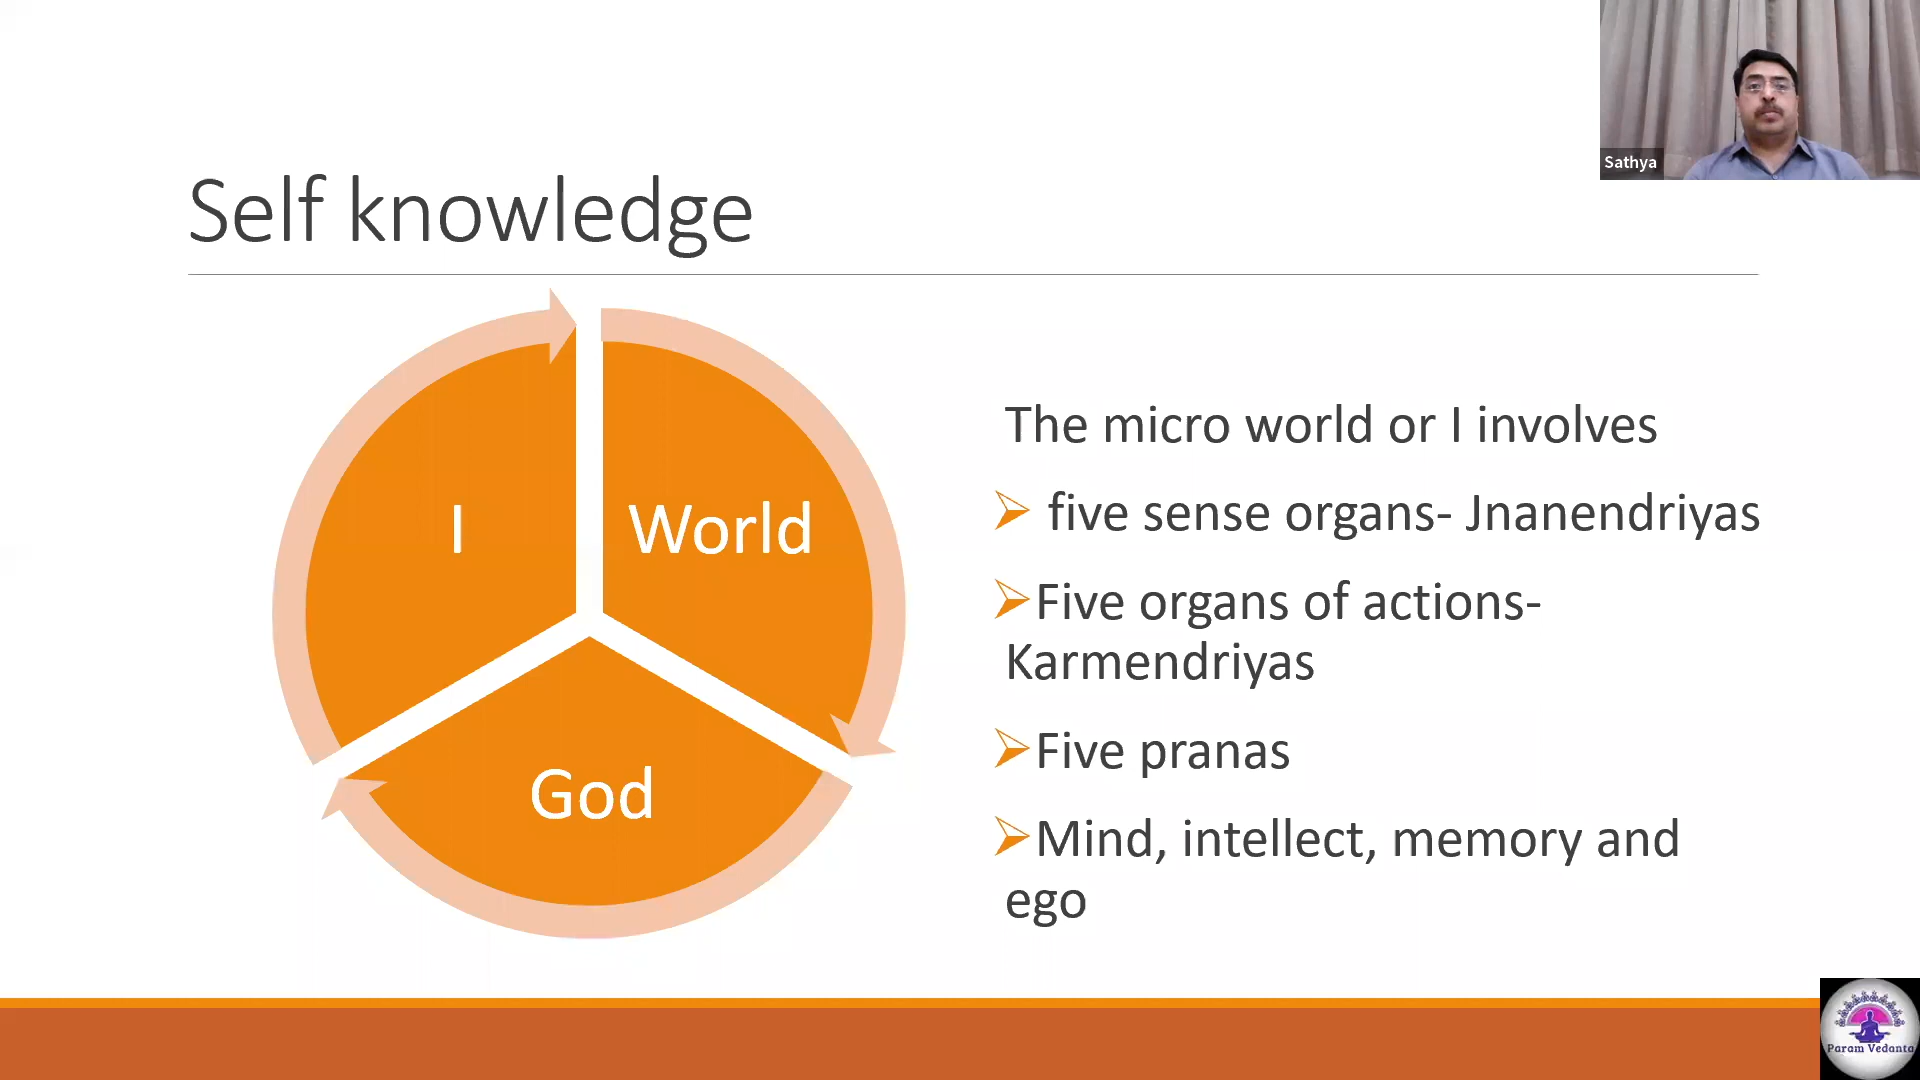 Sathya
Self knowledge
I
World
God
The micro world or I involves
five sense organs- Jnanendriyas
Five organs of actions-
Karmendriyas
Five pranas
Mind, intellect, memory and
ego
Param Vedanta